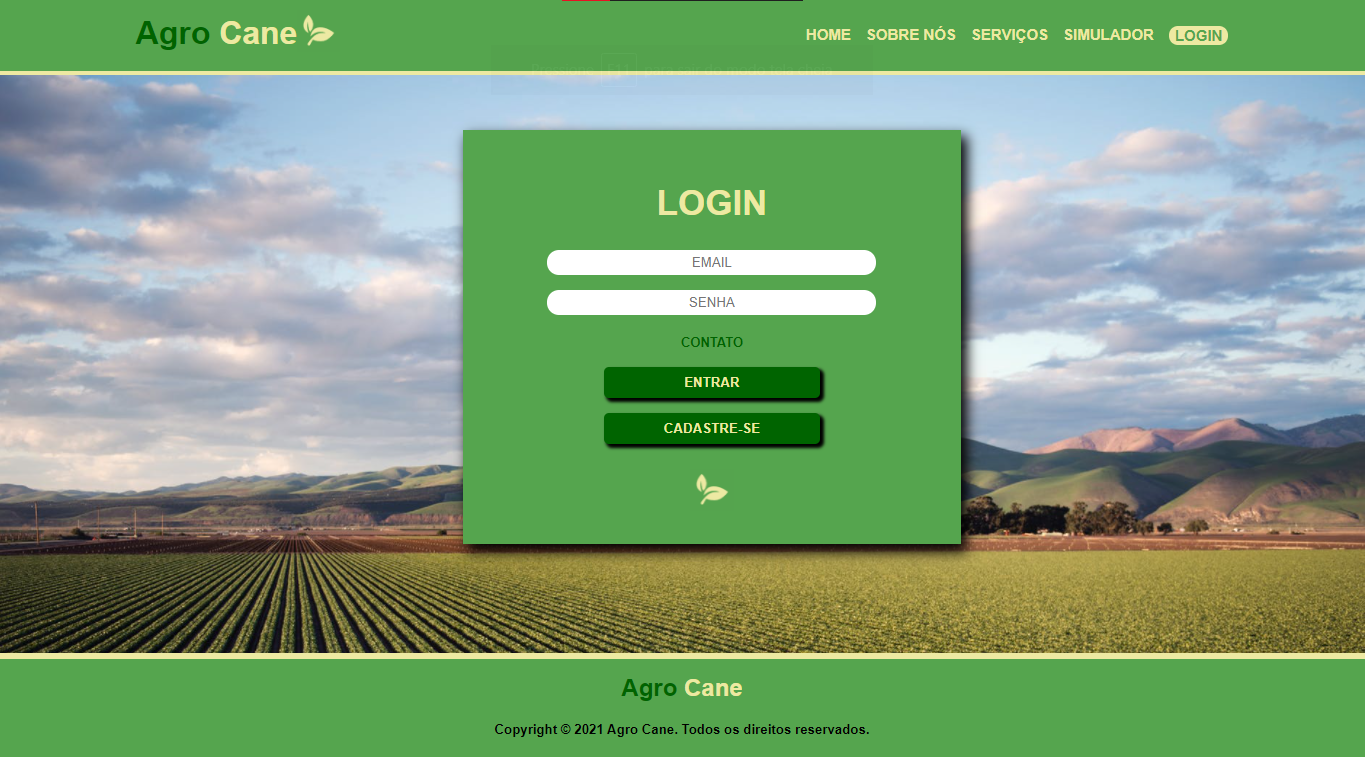 Agro Cane
HOME SOBRE NÓS SERVIÇOS SIMULADOR LOGIN
LOGIN
EMAIL
SENHA
CONTATO
ENTRAR
CADASTRE-SE
Agro Cane
Copyright © 2021 Agro Cane. Todos os direitos reservados.